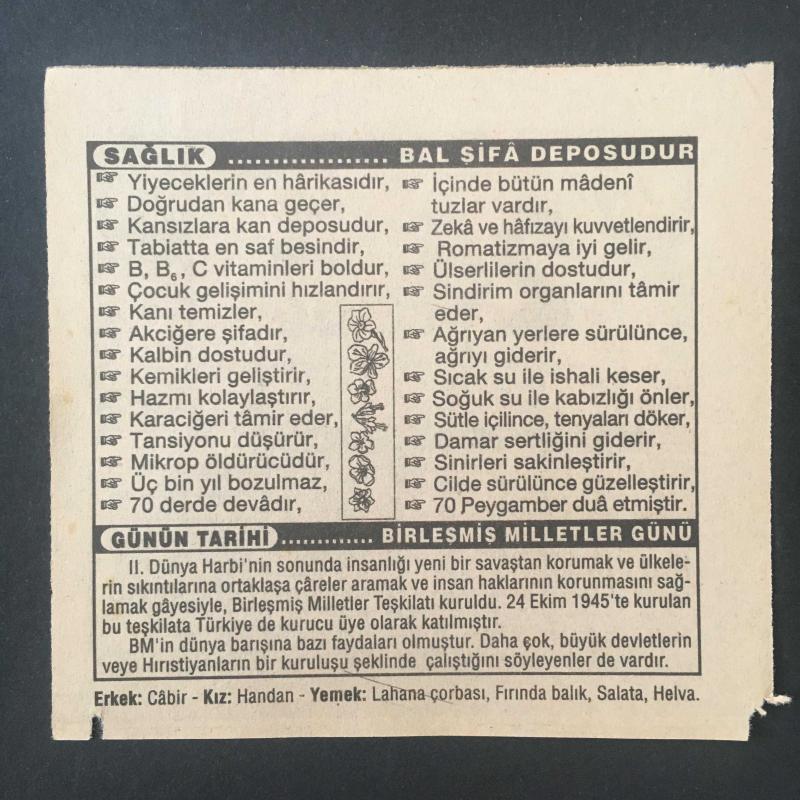 SAĞLIK .................. BAL ŞİFÂ DEPOSUDUR
☞ Yiyeceklerin en hârikasıdır,
☞ Doğrudan kana geçer,
☞ Kansızlara kan deposudur,
☞ Tabiatta en saf besindir,
☞ B, B₆, C vitaminleri boldur,
☞ Çocuk gelişimini hızlandırır,
☞ Kanı temizler,
☞ Akciğere şifadır,
☞ Kalbin dostudur,
☞ Kemikleri geliştirir,
☞ Hazmı kolaylaştırır,
☞ Karaciğeri tâmir eder,
☞ Tansiyonu düşürür,
☞ Mikrop öldürücüdür,
☞ Üç bin yıl bozulmaz,
☞ 70 derde devâdır,
☞ İçinde bütün mâdenî
tuzlar vardır,
☞ Zekâ ve hâfızayı kuvvetlendirir,
☞ Romatizmaya iyi gelir,
☞ Ülserlilerin dostudur,
☞ Sindirim organlarını tâmir
eder,
☞ Ağrıyan yerlere sürülünce,
ağrıyı giderir,
☞ Sıcak su ile ishali keser,
☞ Soğuk su ile kabızlığı önler,
☞ Sütle içilince, tenyaları döker,
☞ Damar sertliğini giderir,
☞ Sinirleri sakinleştirir,
☞ Cilde sürülünce güzelleştirir,
☞ 70 Peygamber duâ etmiştir.
GÜNÜN TARİHİ ............. BİRLEŞMİŞ MİLLETLER GÜNÜ
II. Dünya Harbi'nin sonunda insanlığı yeni bir savaştan korumak ve ülkele-
rin sıkıntılarına ortaklaşa çâreler aramak ve insan haklarının korunmasını sağ-
lamak gâyesiyle, Birleşmiş Milletler Teşkilatı kuruldu. 24 Ekim 1945'te kurulan
bu teşkilata Türkiye de kurucu üye olarak katılmıştır.
BM'in dünya barışına bazı faydaları olmuştur. Daha çok, büyük devletlerin
veye Hırıstiyanların bir kuruluşu şeklinde çalıştığını söyleyenler de vardır.
Erkek: Câbir - Kız: Handan - Yemek: Lahana çorbası, Fırında balık, Salata, Helva.